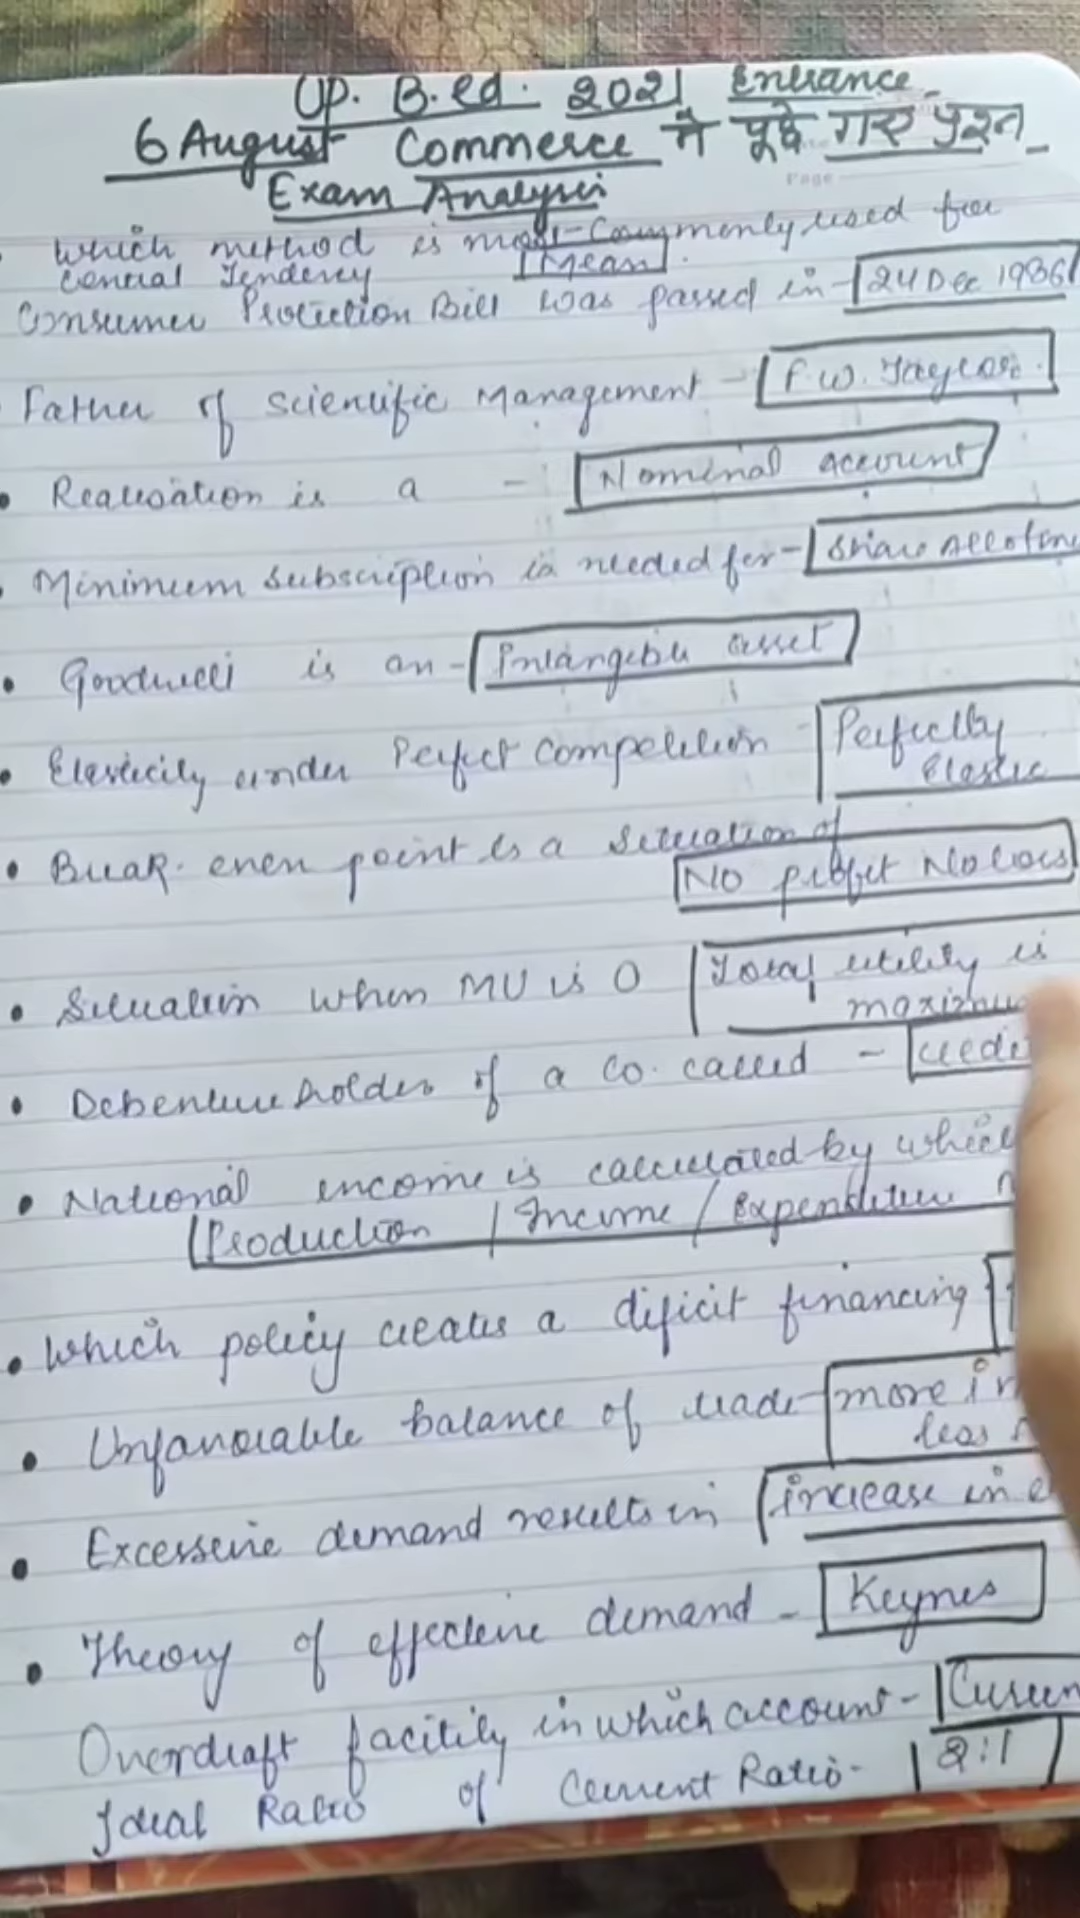 UP. B.ed. 2021 Entrance
6 August Commerce में पूछे गए प्रश्न
Page
Exam Analysis
which method is most Commonly used for
central Tendency Mean.
Consumer Protection Bill was passed in - 24 Dec 1986
Father of scientific Management - F.W. Taylor.
Realisation is a - Nominal account
Minimum subscription is needed for - Share Allotme
Goodwill is an - Intangible asset
Elasticity under Perfect Competition - Perfectly
Elastic
Break-even point is a situation of
NO profit No loss
Situation when MU is 0 Total utility is
maximu
Debenture holder of a co. called - credi
National income is calculated by which
Production / Income / Expenditure
Which policy creates a deficit financing
Unfavourable balance of trade - more i
less
Excessive demand results in increase in e
Theory of effective demand - Keynes
Overdraft facility in which account - Curren
Ideal Ratio of Current Ratio - 2:1